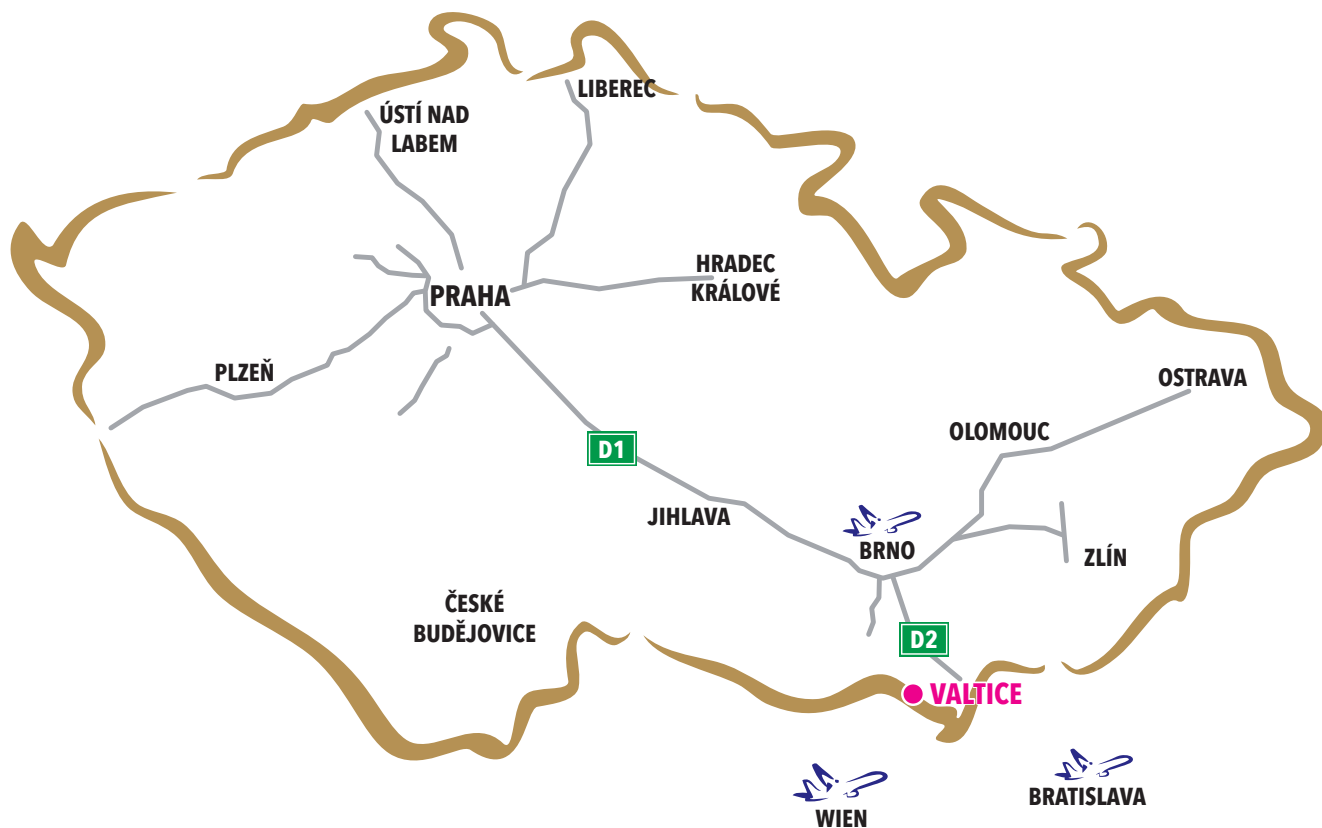 LIBEREC
ÚSTÍ NAD
LABEM
HRADEC
KRÁLOVÉ
PRAHA
PLZEŇ
OSTRAVA
OLOMOUC
D1
JIHLAVA
BRNO
ZLÍN
ČESKÉ
BUDĚJOVICE
D2
VALTICE
WIEN
BRATISLAVA